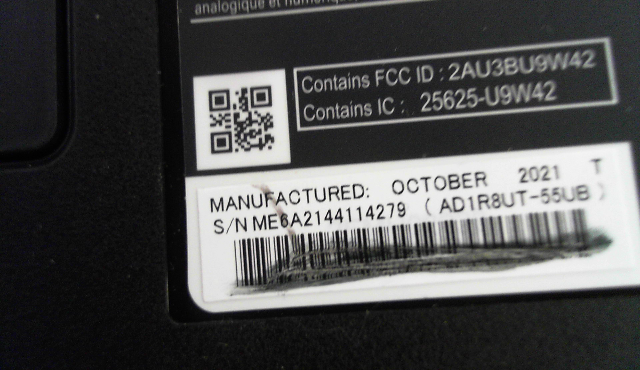 analogique et numérique
Contains FCC ID : 2AU3BU9W42
Contains IC : 25625-U9W42
MANUFACTURED: OCTOBER 2021 T
S/N ME6A2144114279 ( AD1R8UT-55UB )